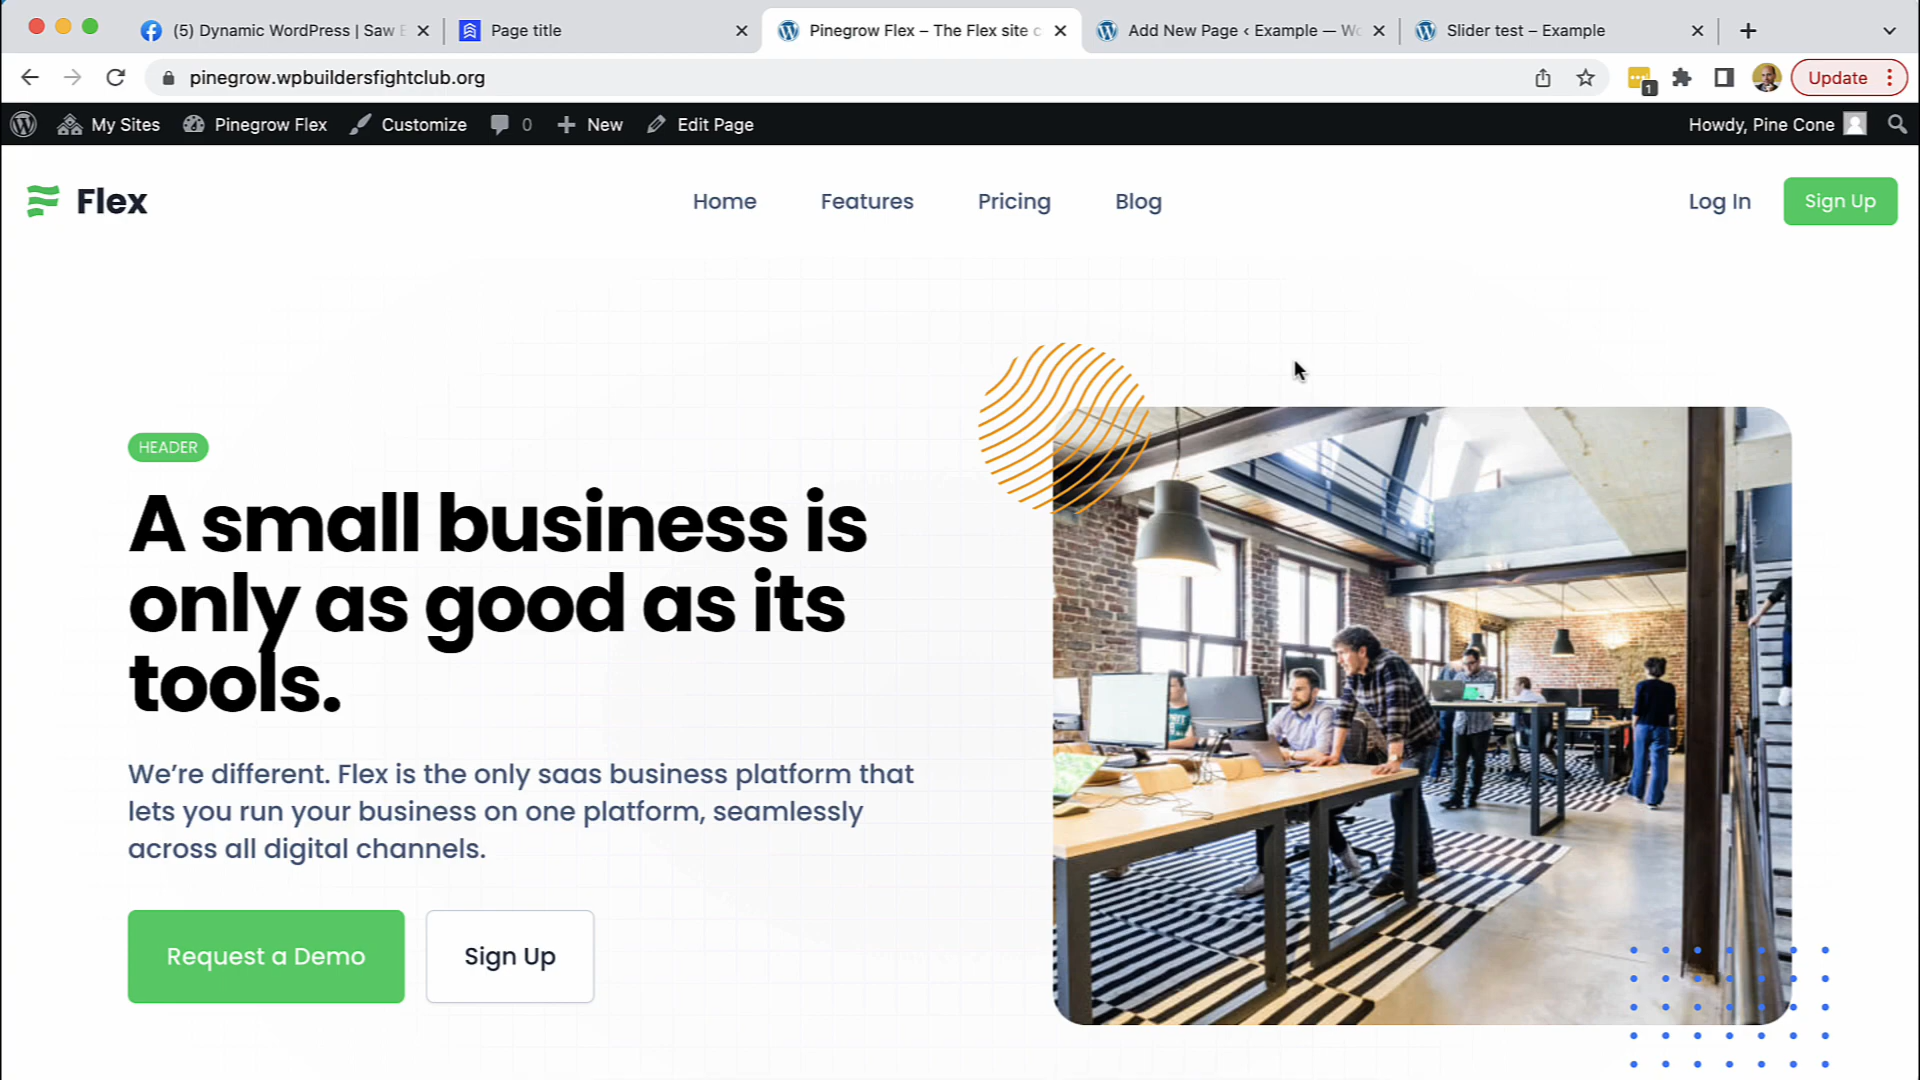 (5) Dynamic WordPress | Saw
Page title
Pinegrow Flex – The Flex site
Add New Page ‹ Example — W
Slider test – Example
pinegrow.wpbuildersfightclub.org
1
Update
My Sites
Pinegrow Flex
Customize
0
New
Edit Page
Howdy, Pine Cone
Flex
Home
Features
Pricing
Blog
Log In
Sign Up
HEADER
A small business is
only as good as its
tools.
We’re different. Flex is the only saas business platform that
lets you run your business on one platform, seamlessly
across all digital channels.
Request a Demo
Sign Up